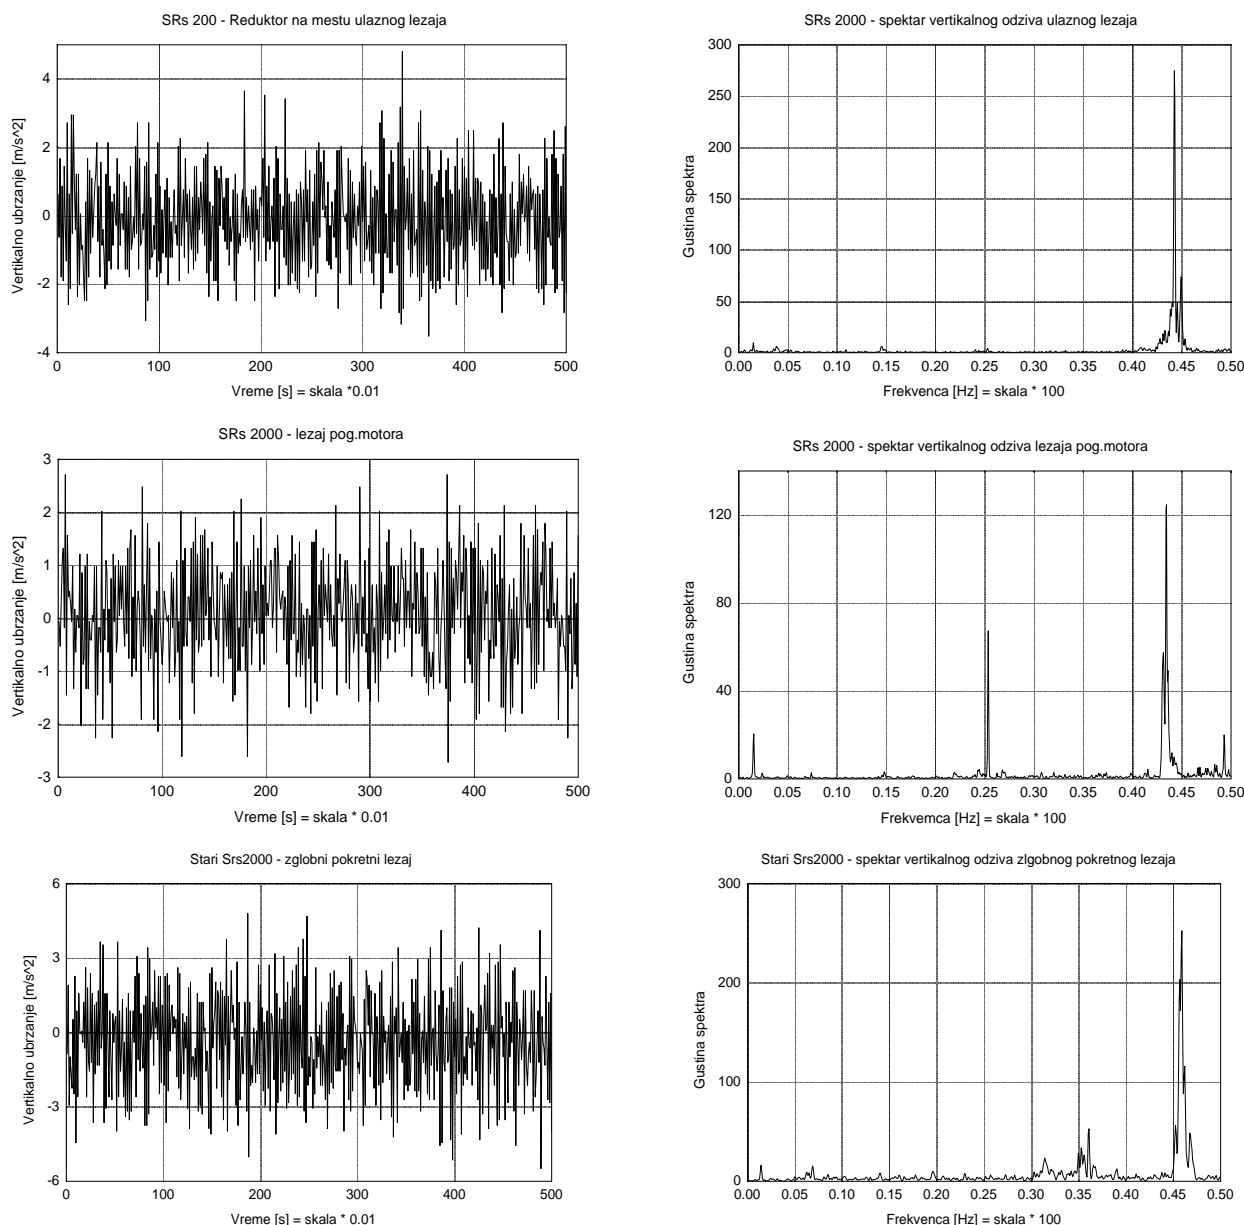 SRs 200 - Reduktor na mestu ulaznog lezaja
Vertikalno ubrzanje [m/s^2]
4
2
0
-2
-4
0 100 200 300 400 500
Vreme [s] = skala *0.01
SRs 2000 - spektar vertikalnog odziva ulaznog lezaja
Gustina spektra
300
250
200
150
100
50
0
0.00 0.05 0.10 0.15 0.20 0.25 0.30 0.35 0.40 0.45 0.50
Frekvenca [Hz] = skala * 100
SRs 2000 - lezaj pog.motora
Vertikalno ubrzanje [m/s^2]
3
2
1
0
-1
-2
-3
0 100 200 300 400 500
Vreme [s] = skala * 0.01
SRs 2000 - spektar vertikalnog odziva lezaja pog.motora
Gustina spektra
120
80
40
0
0.00 0.05 0.10 0.15 0.20 0.25 0.30 0.35 0.40 0.45 0.50
Frekvemca [Hz] = skala * 100
Stari Srs2000 - zglobni pokretni lezaj
Vertikalno ubrzanje [m/s^2]
6
3
0
-3
-6
0 100 200 300 400 500
Vreme [s] = skala * 0.01
Stari Srs2000 - spektar vertikalnog odziva zlgobnog pokretnog lezaja
Gustina spektra
300
200
100
0
0.00 0.05 0.10 0.15 0.20 0.25 0.30 0.35 0.40 0.45 0.50
Frekvenca [Hz] = skala * 100